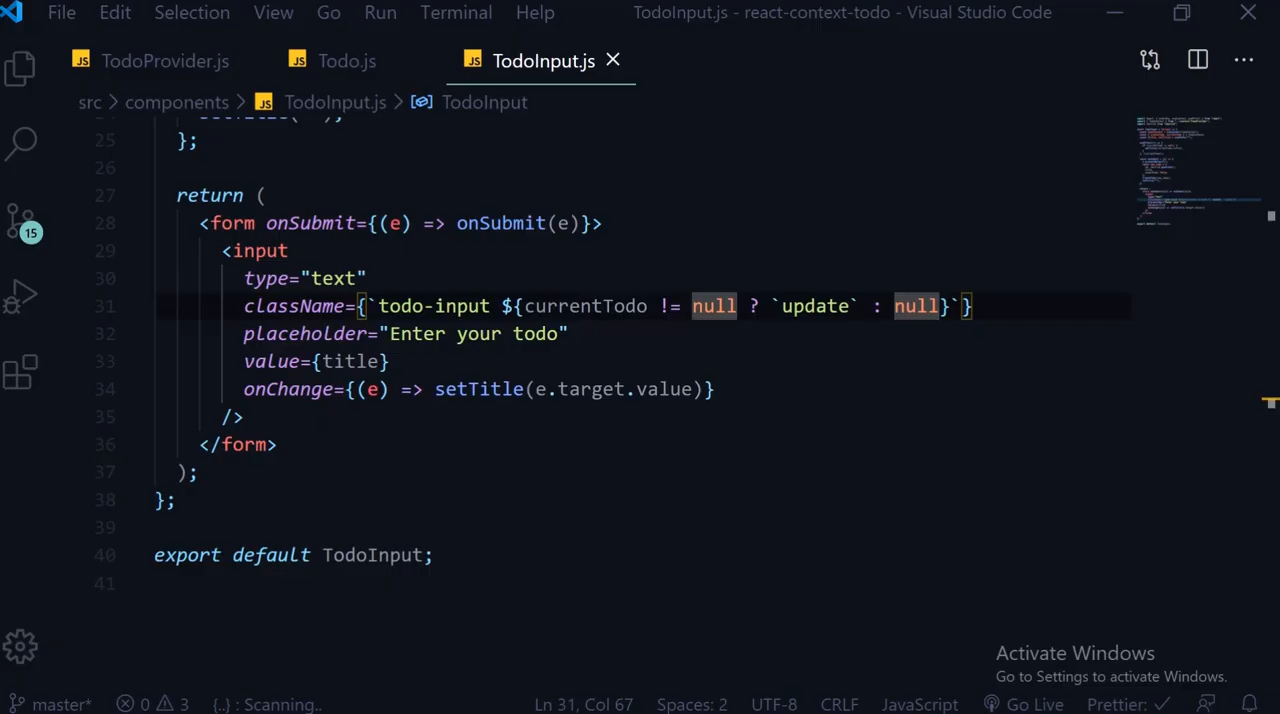 File Edit Selection View Go Run Terminal Help TodoInput.js - react-context-todo - Visual Studio Code
JS TodoProvider.js JS Todo.js JS TodoInput.js
src > components > JS TodoInput.js > TodoInput
25 };
26
27 return (
28 <form onSubmit={(e) => onSubmit(e)}>
29 <input
30 type="text"
31 className={`todo-input ${currentTodo != null ? `update` : null}`}
32 placeholder="Enter your todo"
33 value={title}
34 onChange={(e) => setTitle(e.target.value)}
35 />
36 </form>
37 );
38 };
39
40 export default TodoInput;
41
15
Activate Windows
Go to Settings to activate Windows.
master* 0 3 {..} : Scanning.. Ln 31, Col 67 Spaces: 2 UTF-8 CRLF JavaScript Go Live Prettier: ✓